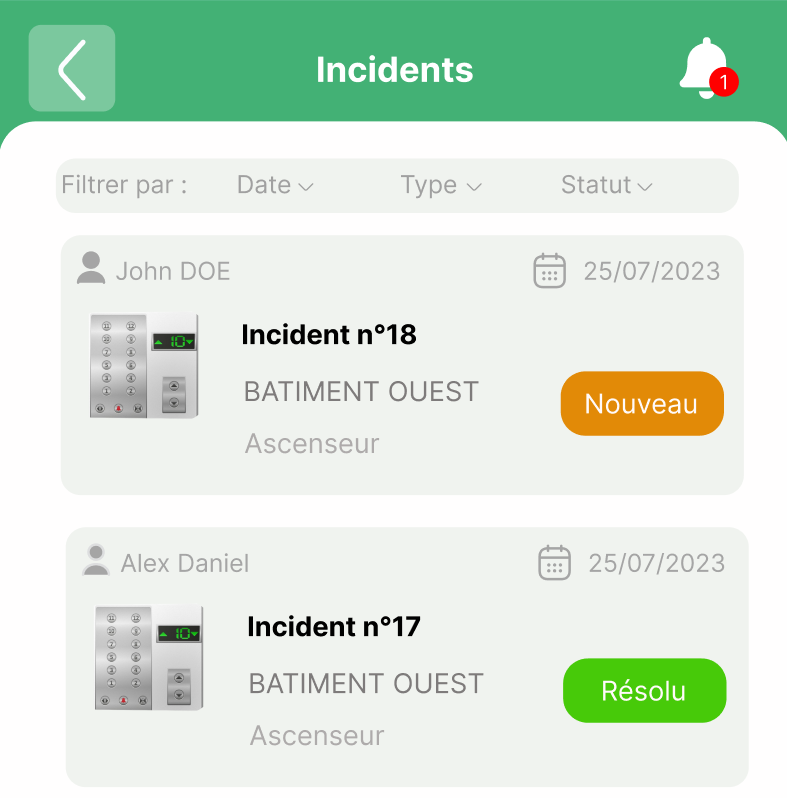 Incidents
1
Filtrer par : Date Type Statut
John DOE 25/07/2023
10
Incident n°18
BATIMENT OUEST
Nouveau
Ascenseur
Alex Daniel 25/07/2023
10
Incident n°17
BATIMENT OUEST
Résolu
Ascenseur